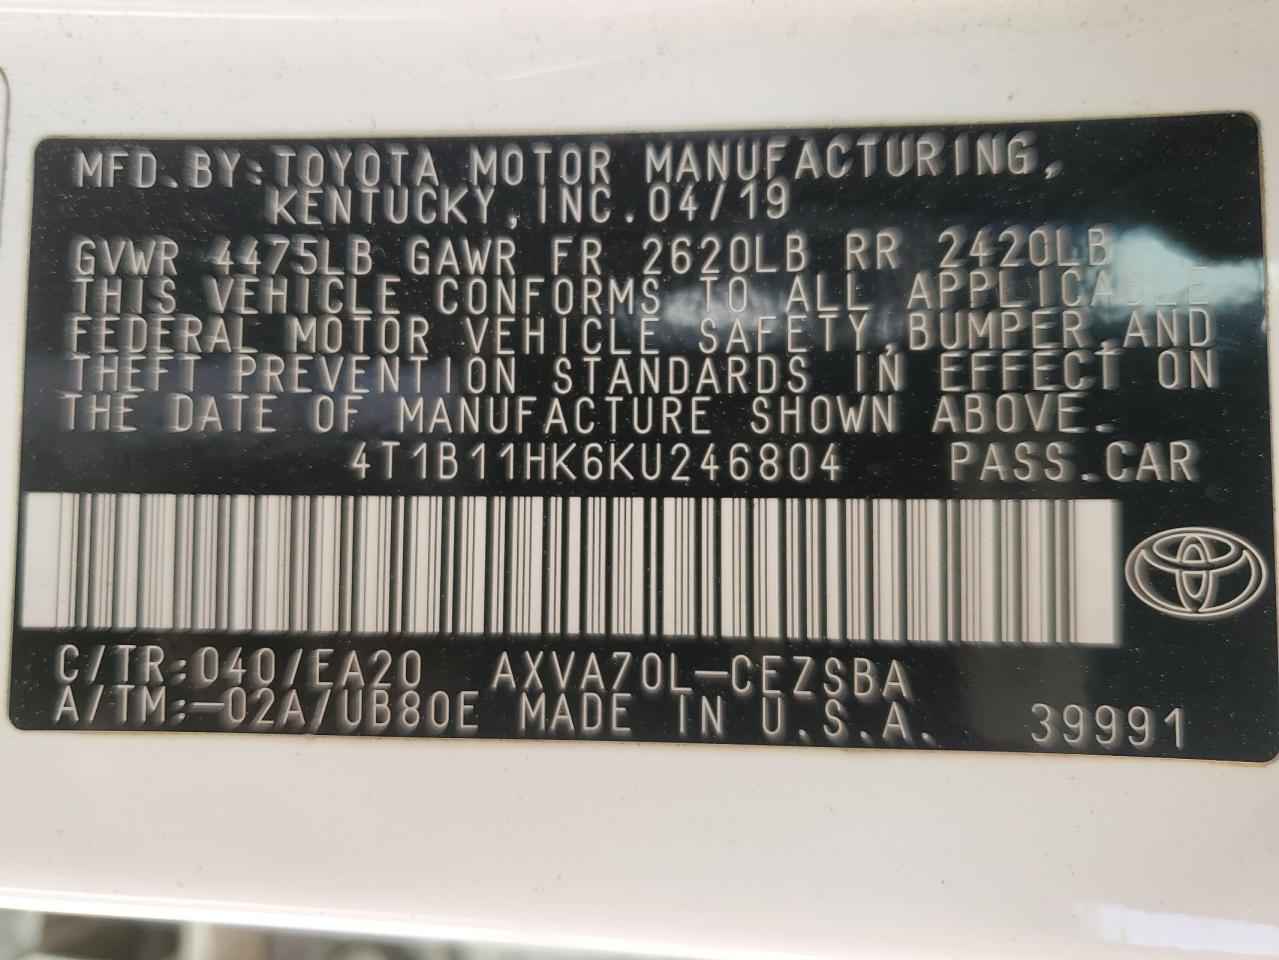 MFD.BY:TOYOTA MOTOR MANUFACTURING,
KENTUCKY,INC.04/19
GVWR 4475LB GAWR FR 2620LB RR 2420LB
THIS VEHICLE CONFORMS TO ALL APPLICABLE
FEDERAL MOTOR VEHICLE SAFETY,BUMPER,AND
THEFT PREVENTION STANDARDS IN EFFECT ON
THE DATE OF MANUFACTURE SHOWN ABOVE.
4T1B11HK6KU246804 PASS.CAR
C/TR:040/EA20 AXVA70L-CEZSBA
A/TM:-02A/UB80E MADE IN U.S.A. 39991